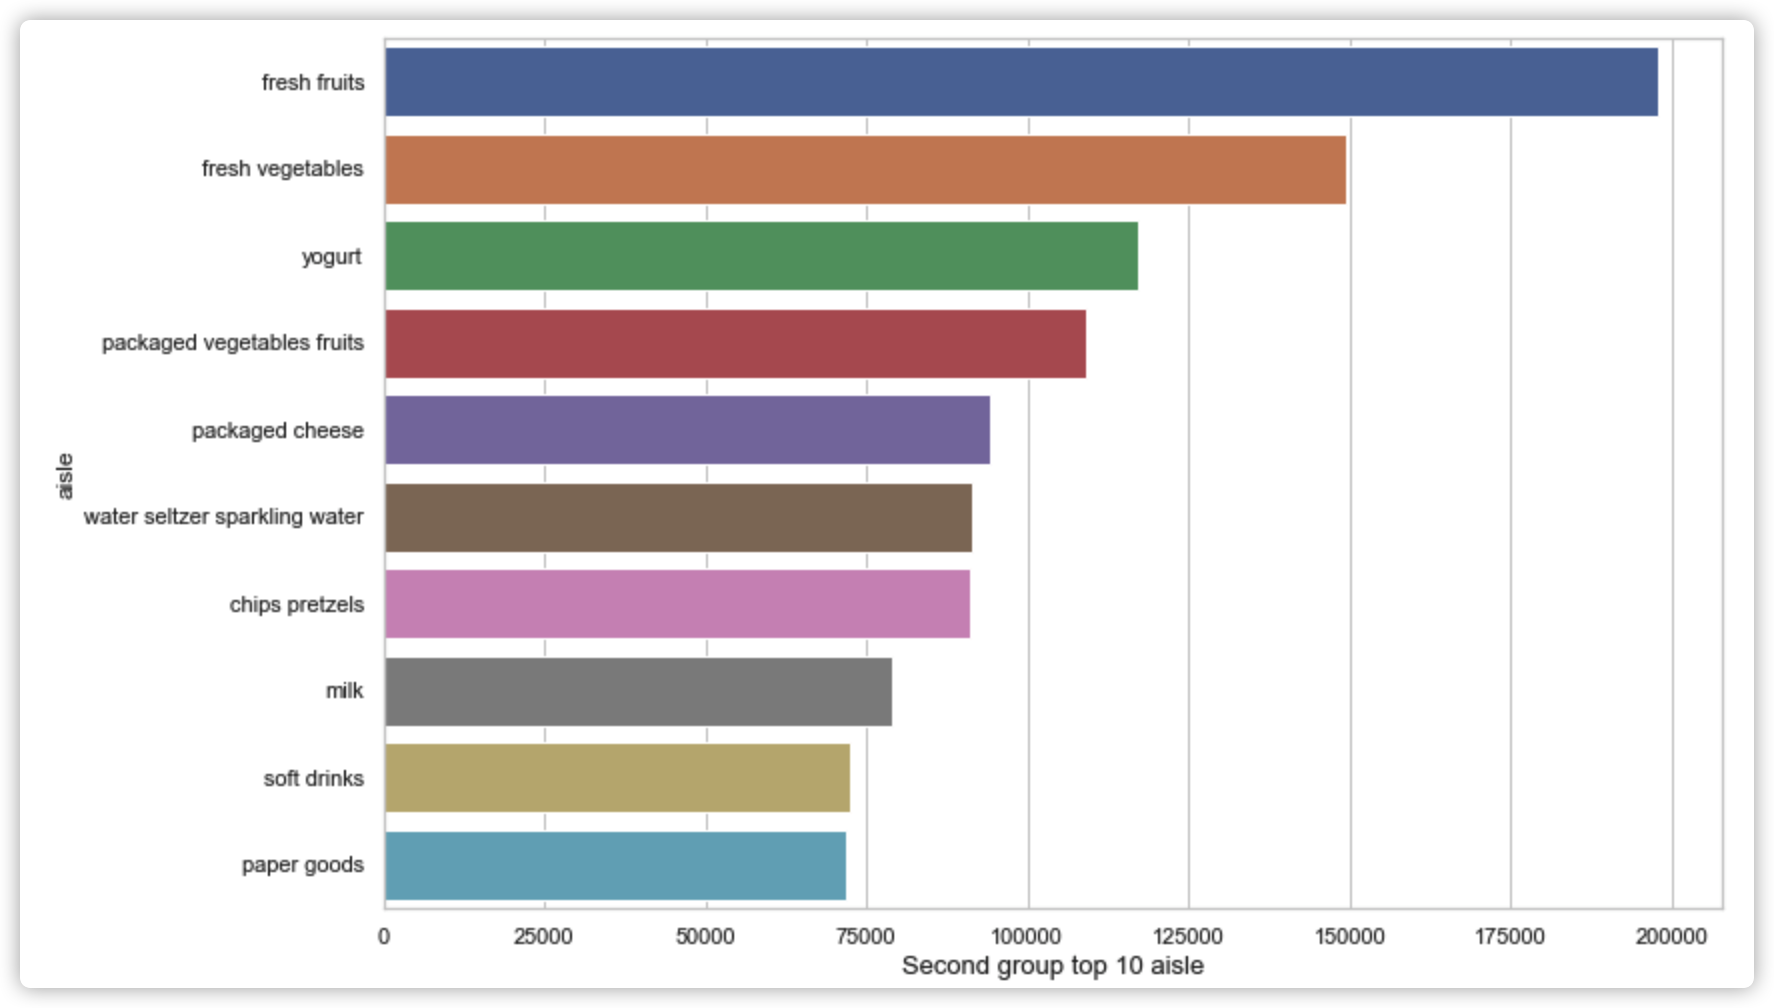 fresh fruits
fresh vegetables
yogurt
packaged vegetables fruits
packaged cheese
aisle
water seltzer sparkling water
chips pretzels
milk
soft drinks
paper goods
0 25000 50000 75000 100000 125000 150000 175000 200000
Second group top 10 aisle